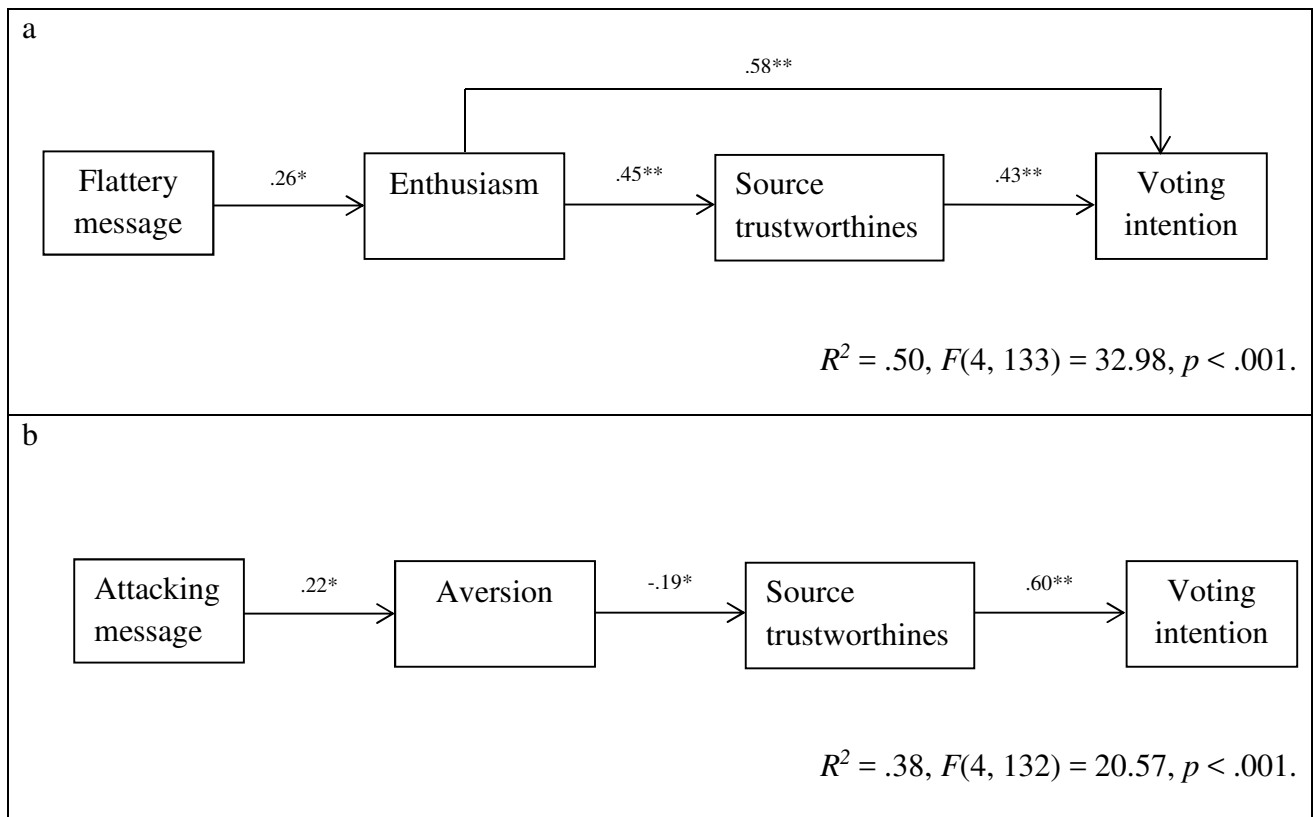 a
.58**
Flattery
message
.26*
Enthusiasm
.45**
Source
trustworthines
.43**
Voting
intention
R² = .50, F(4, 133) = 32.98, p < .001.
b
Attacking
message
.22*
Aversion
-.19*
Source
trustworthines
.60**
Voting
intention
R² = .38, F(4, 132) = 20.57, p < .001.